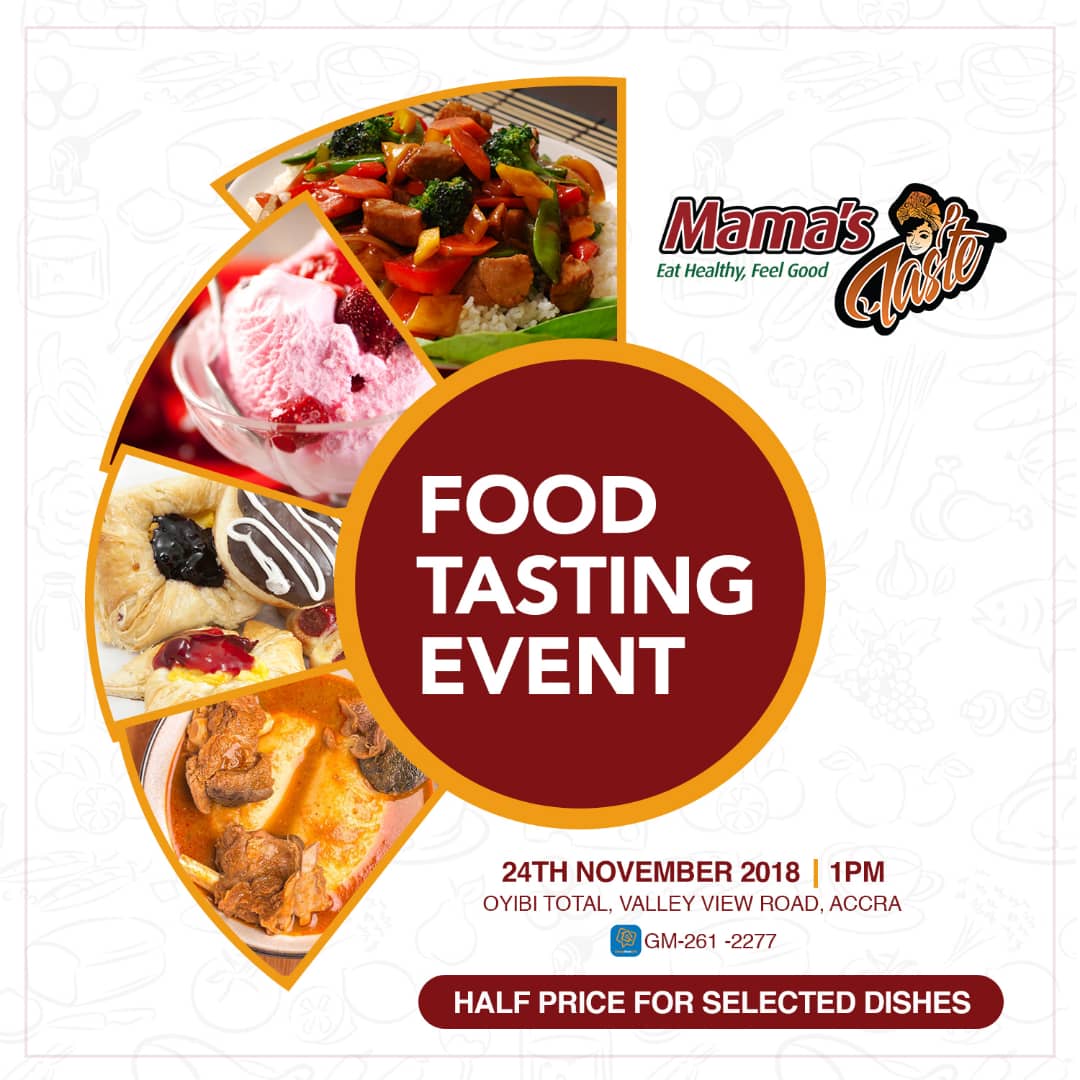 Mama's
Taste
Eat Healthy, Feel Good
FOOD
TASTING
EVENT
24TH NOVEMBER 2018 | 1PM
OYIBI TOTAL, VALLEY VIEW ROAD, ACCRA
GM-261 -2277
HALF PRICE FOR SELECTED DISHES